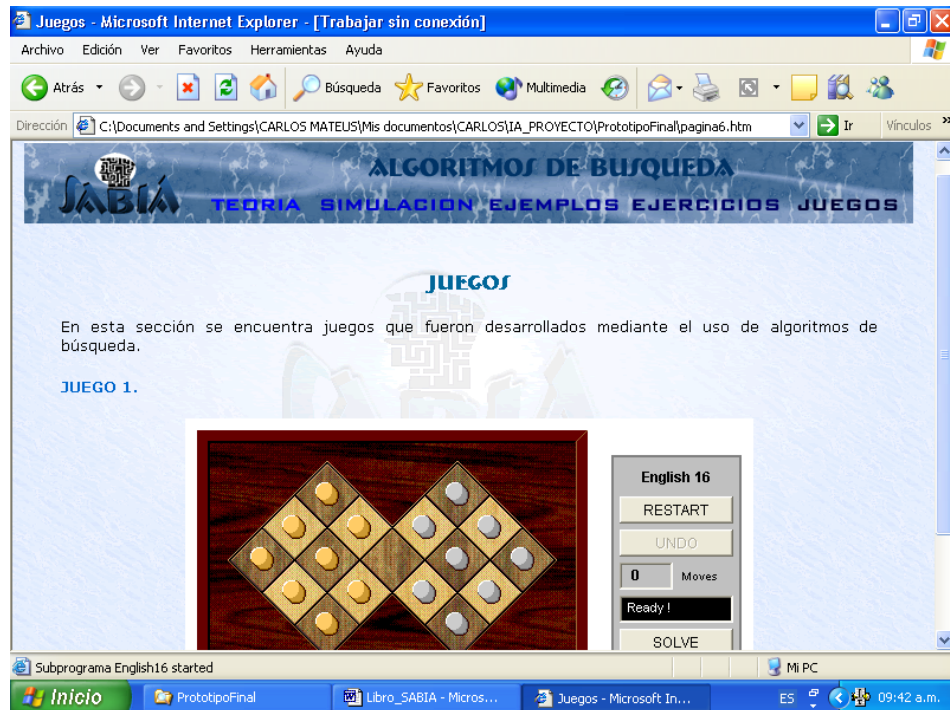 Juegos - Microsoft Internet Explorer - [Trabajar sin conexión]
Archivo Edición Ver Favoritos Herramientas Ayuda
Atrás Búsqueda Favoritos Multimedia
Dirección C:\Documents and Settings\CARLOS MATEUS\Mis documentos\CARLOS\IA_PROYECTO\PrototipoFinal\pagina6.htm Ir Vínculos »
SABIÁ ALGORITMOS DE BUSQUEDA
TEORIA SIMULACION EJEMPLOS EJERCICIOS JUEGOS
JUEGOS
En esta sección se encuentra juegos que fueron desarrollados mediante el uso de algoritmos de
búsqueda.
JUEGO 1.
English 16
RESTART
UNDO
0 Moves
Ready !
SOLVE
Subprograma English16 started Mi PC
Inicio PrototipoFinal Libro_SABIA - Micros... Juegos - Microsoft In... ES 09:42 a.m.